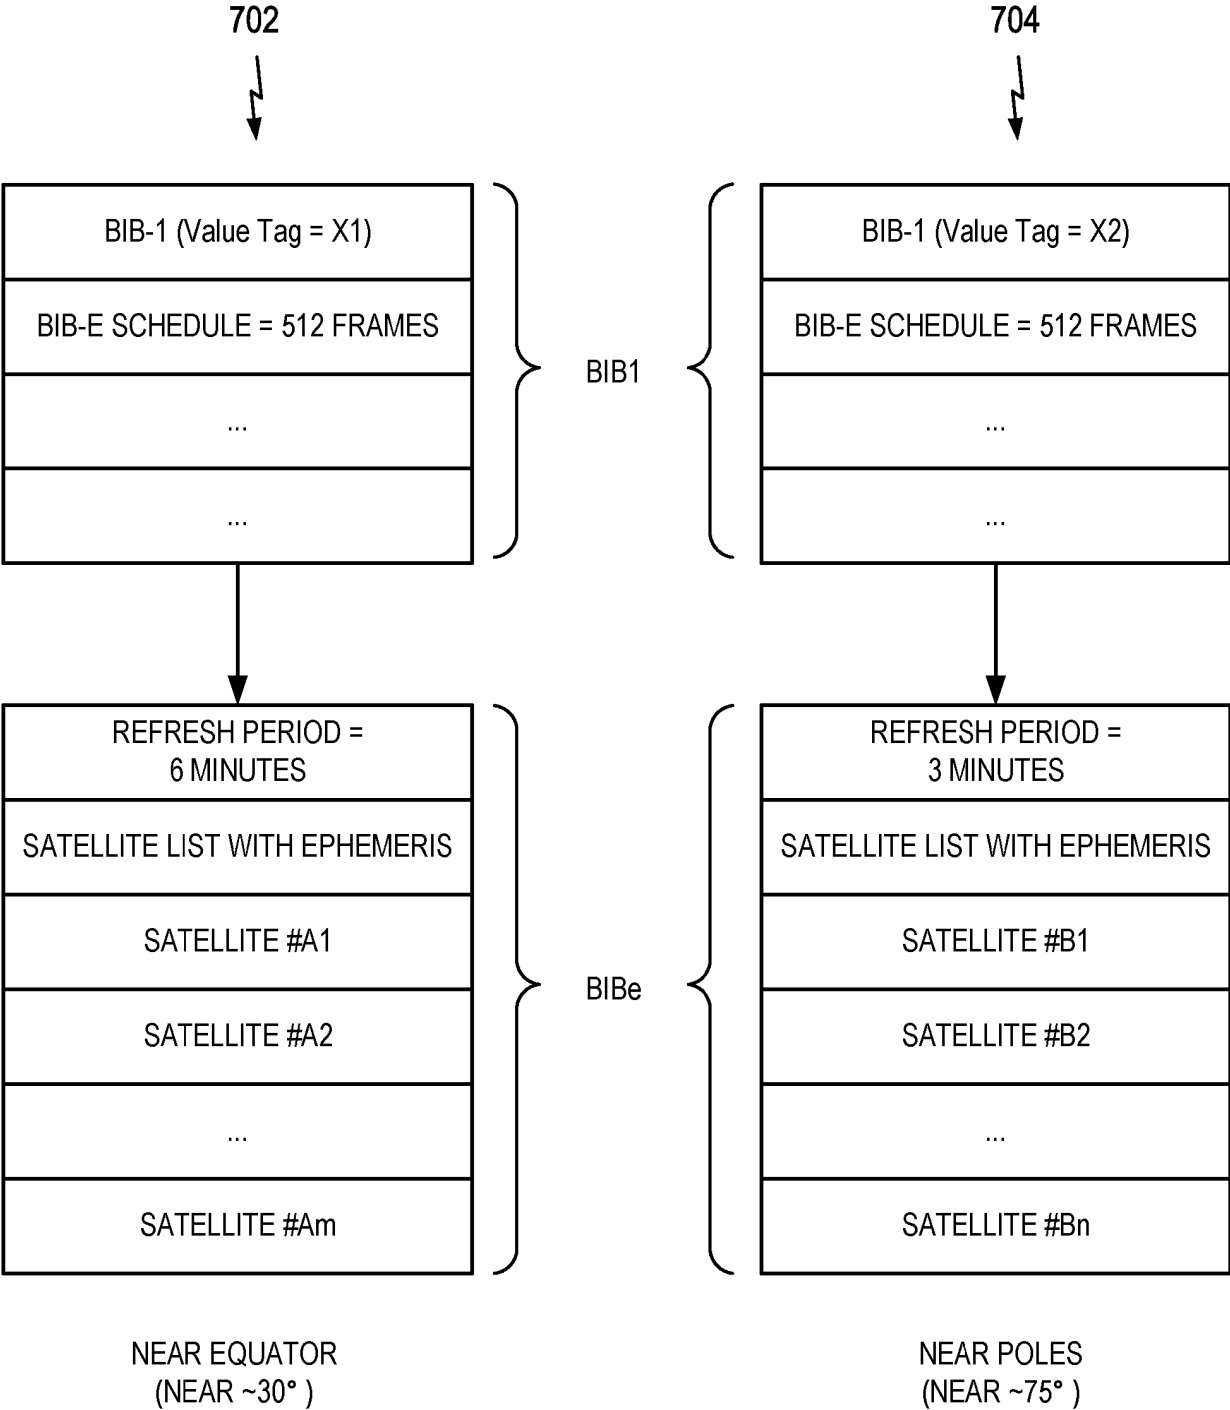 702
BIB-1 (Value Tag = X1)
BIB-E SCHEDULE = 512 FRAMES
...
...
REFRESH PERIOD =
6 MINUTES
SATELLITE LIST WITH EPHEMERIS
SATELLITE #A1
SATELLITE #A2
...
SATELLITE #Am
NEAR EQUATOR
(NEAR ~30° )
BIB1
BIBe
704
BIB-1 (Value Tag = X2)
BIB-E SCHEDULE = 512 FRAMES
...
...
REFRESH PERIOD =
3 MINUTES
SATELLITE LIST WITH EPHEMERIS
SATELLITE #B1
SATELLITE #B2
...
SATELLITE #Bn
NEAR POLES
(NEAR ~75° )